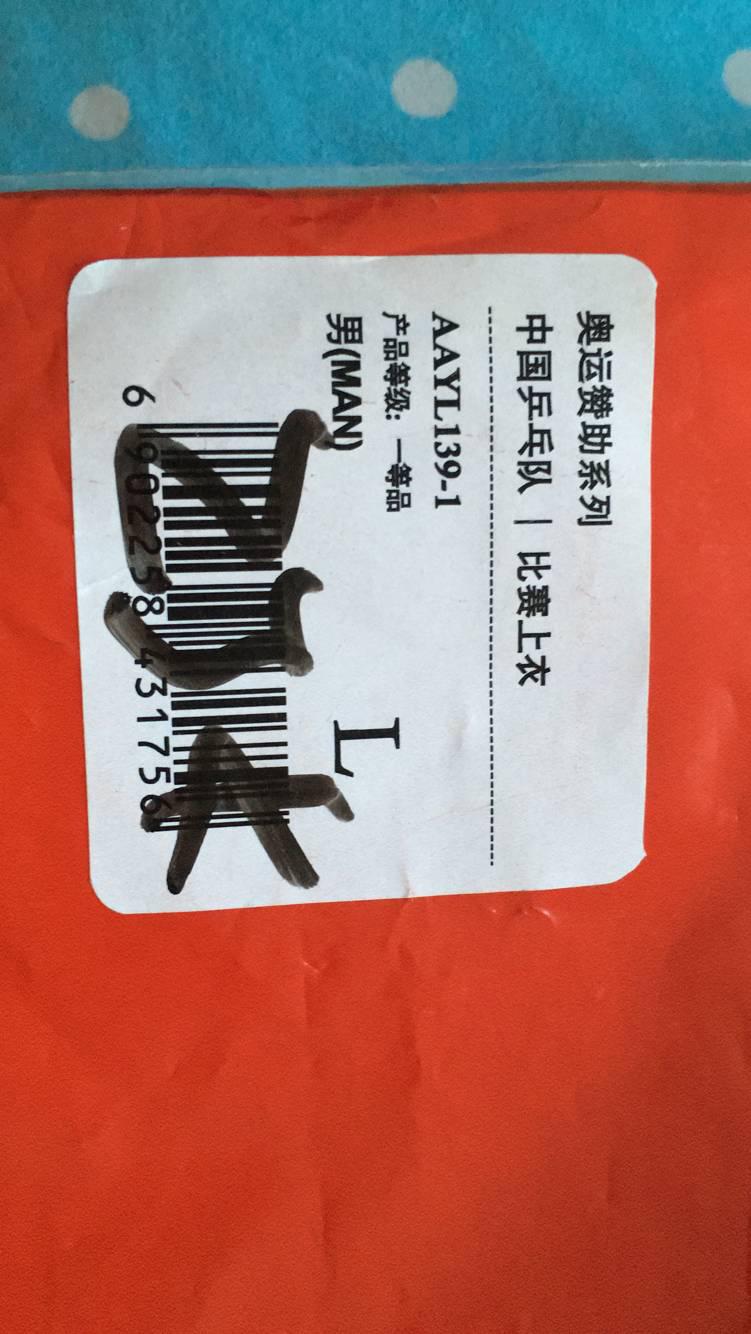 奥运赞助系列
中国乒乓队 | 比赛上衣
AAYL139-1
产品等级: 一等品
男(MAN)
L
6 902258 431756